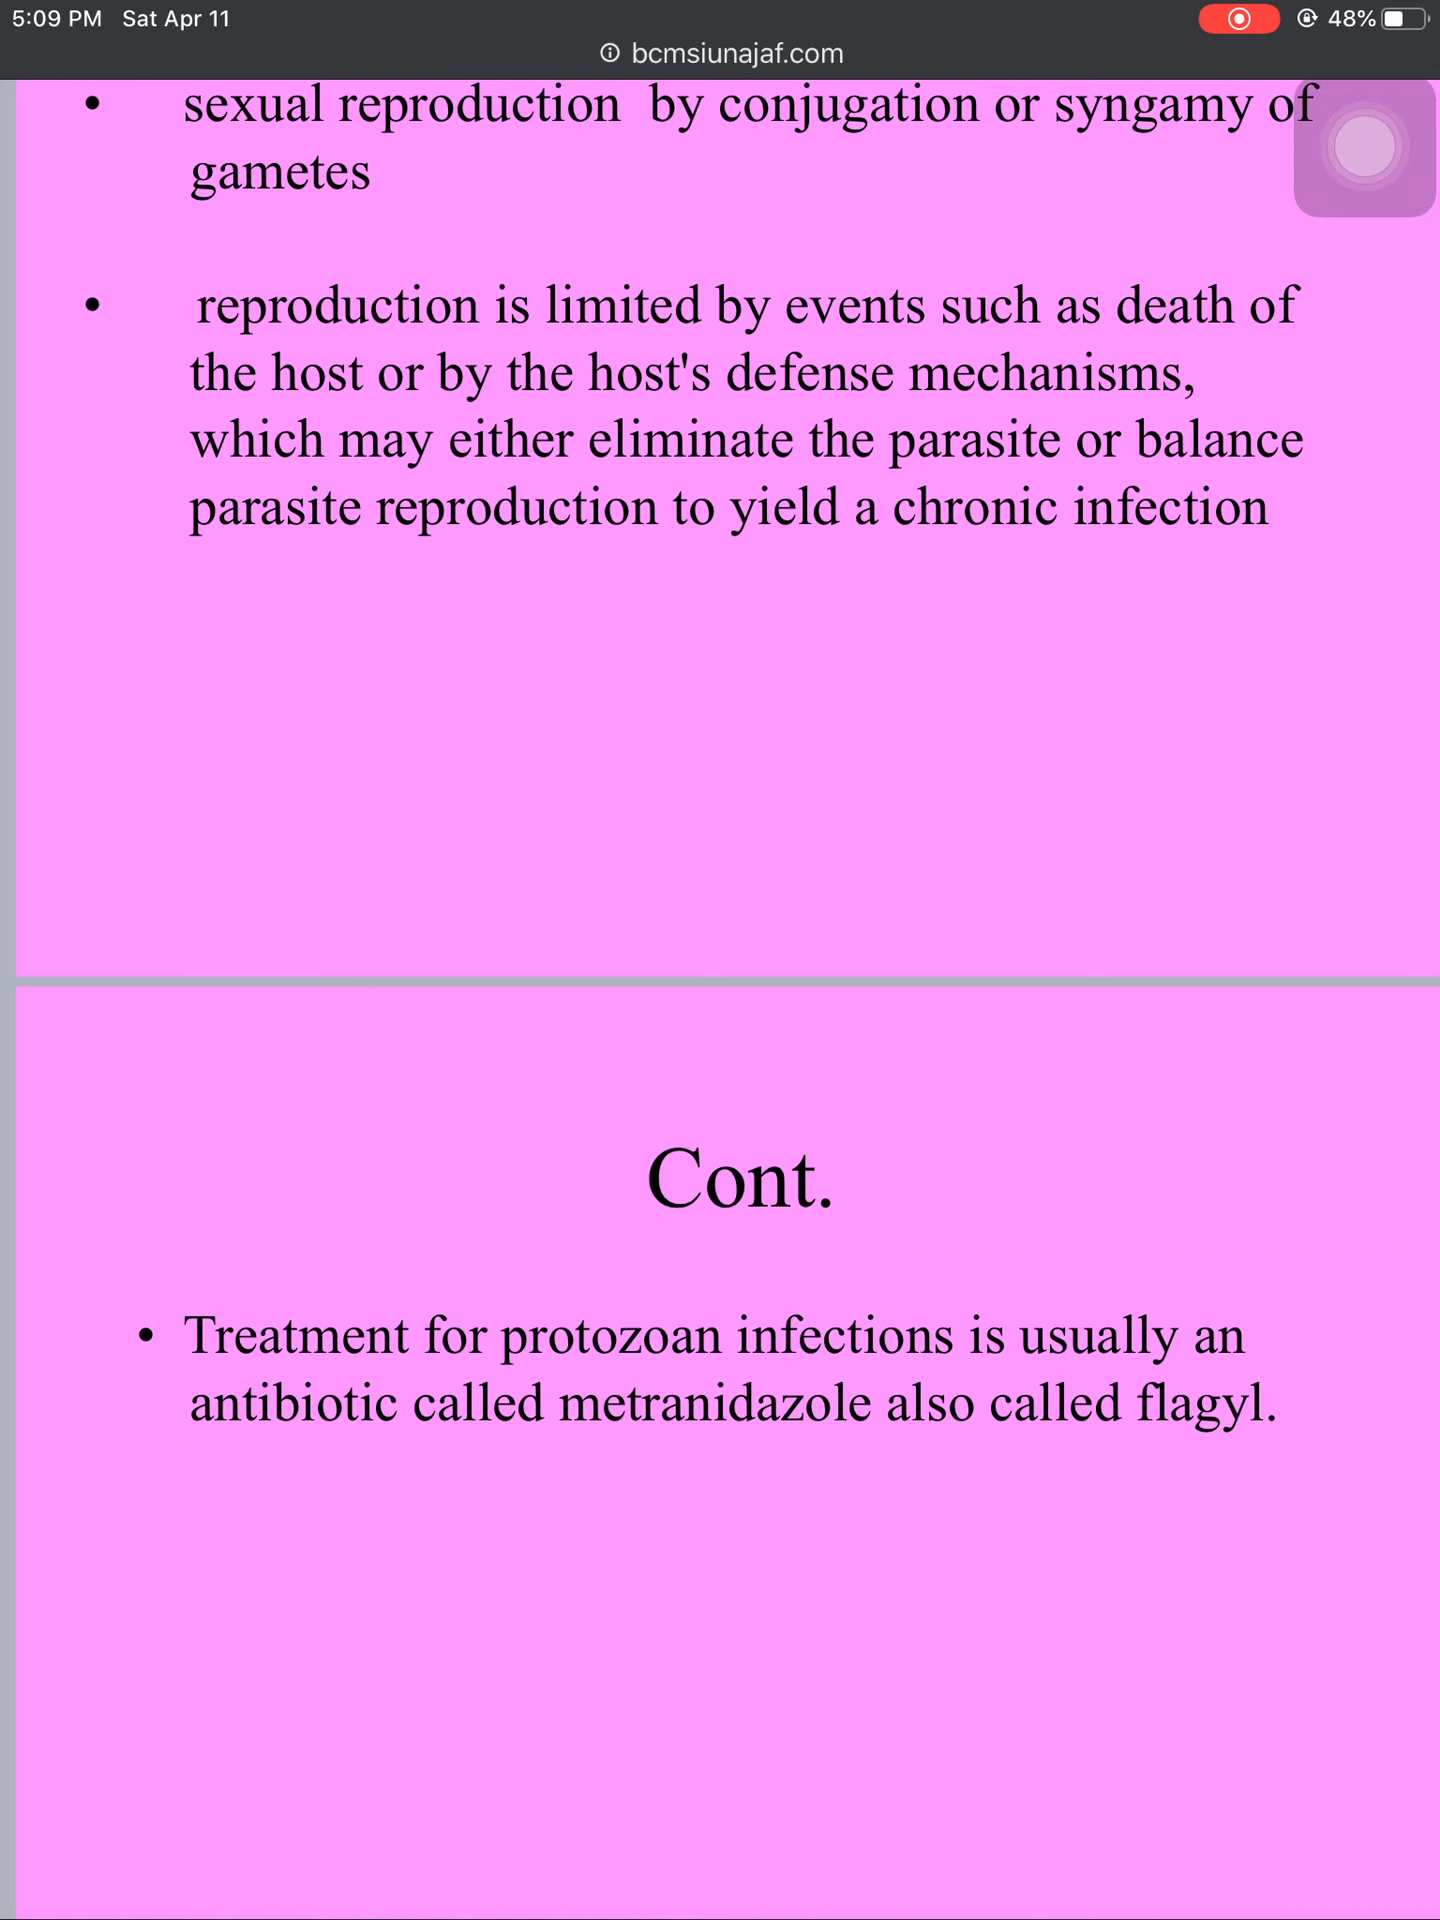 5:09 PM Sat Apr 11
48%
bcmsiunajaf.com
• sexual reproduction by conjugation or syngamy of
gametes
• reproduction is limited by events such as death of
the host or by the host's defense mechanisms,
which may either eliminate the parasite or balance
parasite reproduction to yield a chronic infection
Cont.
• Treatment for protozoan infections is usually an
antibiotic called metranidazole also called flagyl.